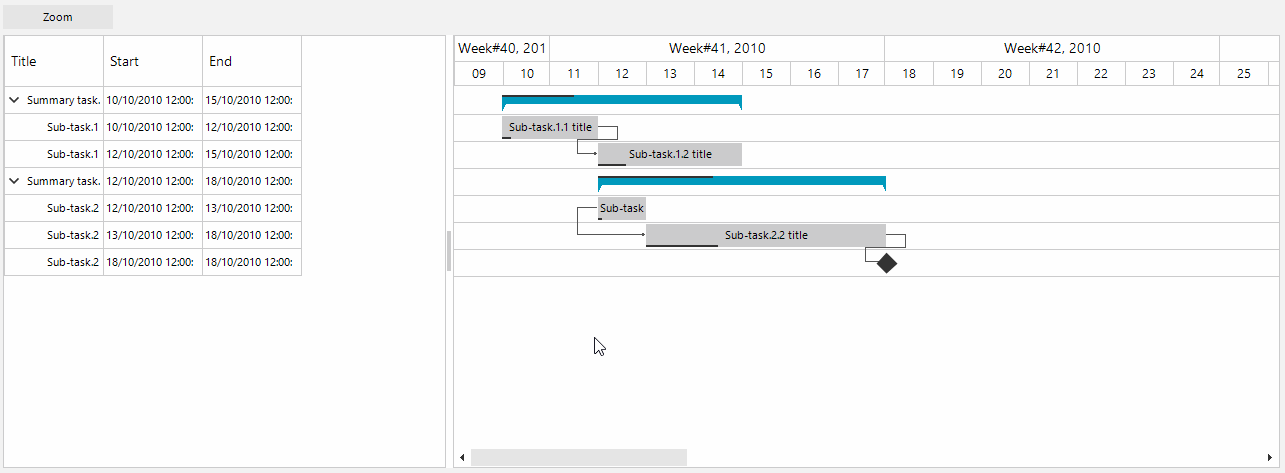 Zoom
Title Start End
Week#40, 201 Week#41, 2010 Week#42, 2010
09 10 11 12 13 14 15 16 17 18 19 20 21 22 23 24 25
Summary task. 10/10/2010 12:00: 15/10/2010 12:00:
Sub-task.1 10/10/2010 12:00: 12/10/2010 12:00: Sub-task.1.1 title
Sub-task.1 12/10/2010 12:00: 15/10/2010 12:00: Sub-task.1.2 title
Summary task. 12/10/2010 12:00: 18/10/2010 12:00:
Sub-task.2 12/10/2010 12:00: 13/10/2010 12:00: Sub-task
Sub-task.2 13/10/2010 12:00: 18/10/2010 12:00: Sub-task.2.2 title
Sub-task.2 18/10/2010 12:00: 18/10/2010 12:00: